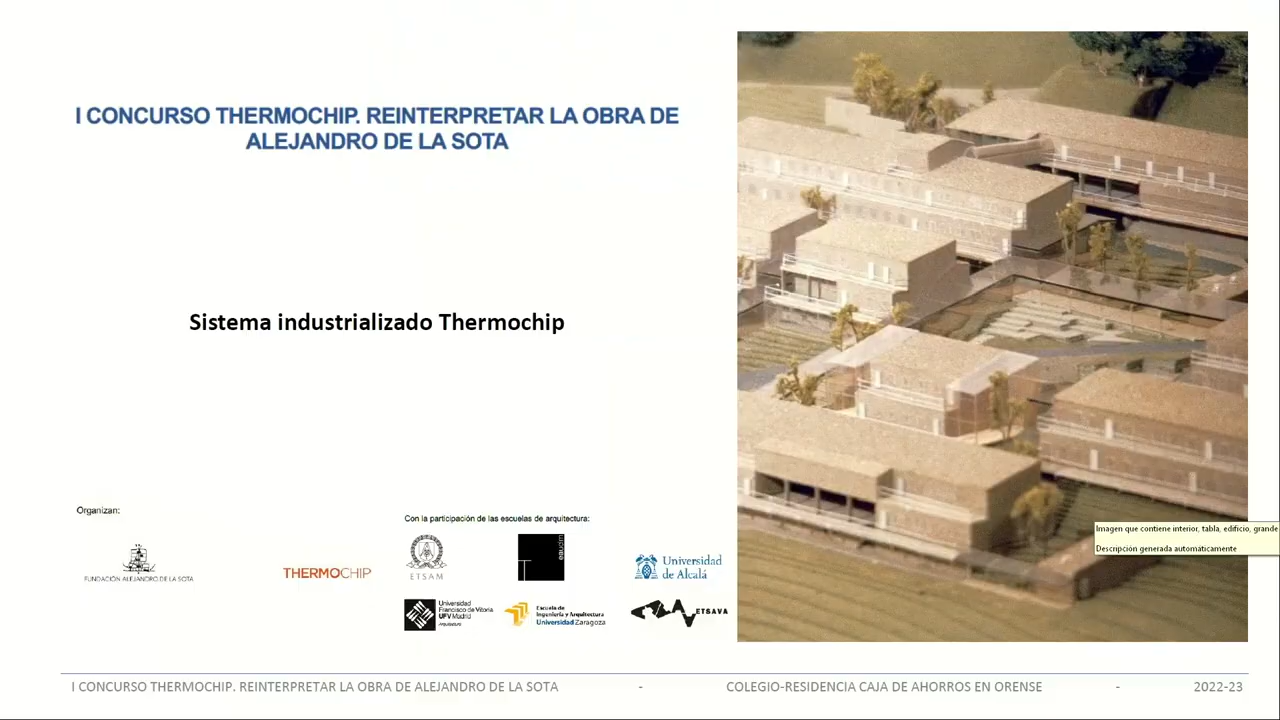 I CONCURSO THERMOCHIP. REINTERPRETAR LA OBRA DE
ALEJANDRO DE LA SOTA
Sistema industrializado Thermochip
Organizan:
Con la participación de las escuelas de arquitectura:
FUNDACIÓN ALEJANDRO DE LA SOTA
THERMOCHIP
ETSAM
eaudim
Universidad
de Alcalá
Universidad
Francisco de Vitoria
UFV Madrid
Arquitectura
Escuela de
Ingeniería y Arquitectura
Universidad Zaragoza
ETSAVA
Imagen que contiene interior, tabla, edificio, grande
Descripción generada automáticamente
I CONCURSO THERMOCHIP. REINTERPRETAR LA OBRA DE ALEJANDRO DE LA SOTA - COLEGIO-RESIDENCIA CAJA DE AHORROS EN ORENSE - 2022-23